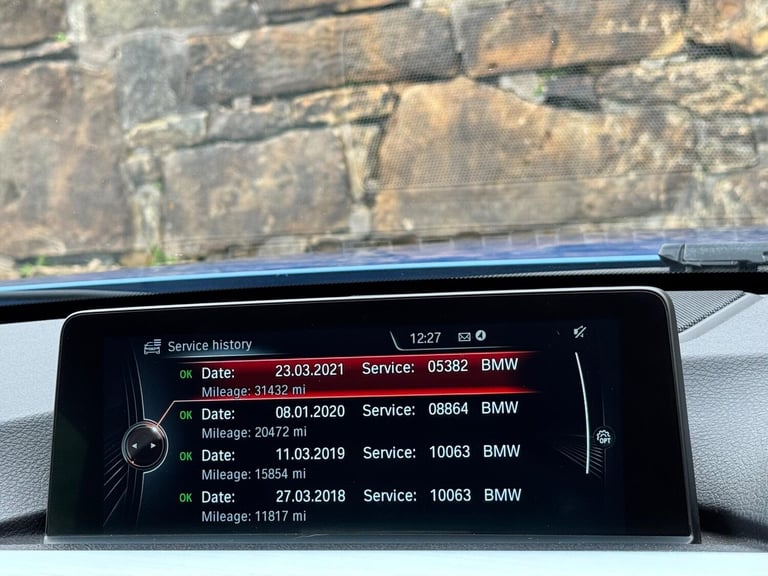 Service history 12:27
OK Date: 23.03.2021 Service: 05382 BMW
Mileage: 31432 mi
OK Date: 08.01.2020 Service: 08864 BMW
Mileage: 20472 mi
OK Date: 11.03.2019 Service: 10063 BMW
Mileage: 15854 mi
OPT
OK Date: 27.03.2018 Service: 10063 BMW
Mileage: 11817 mi